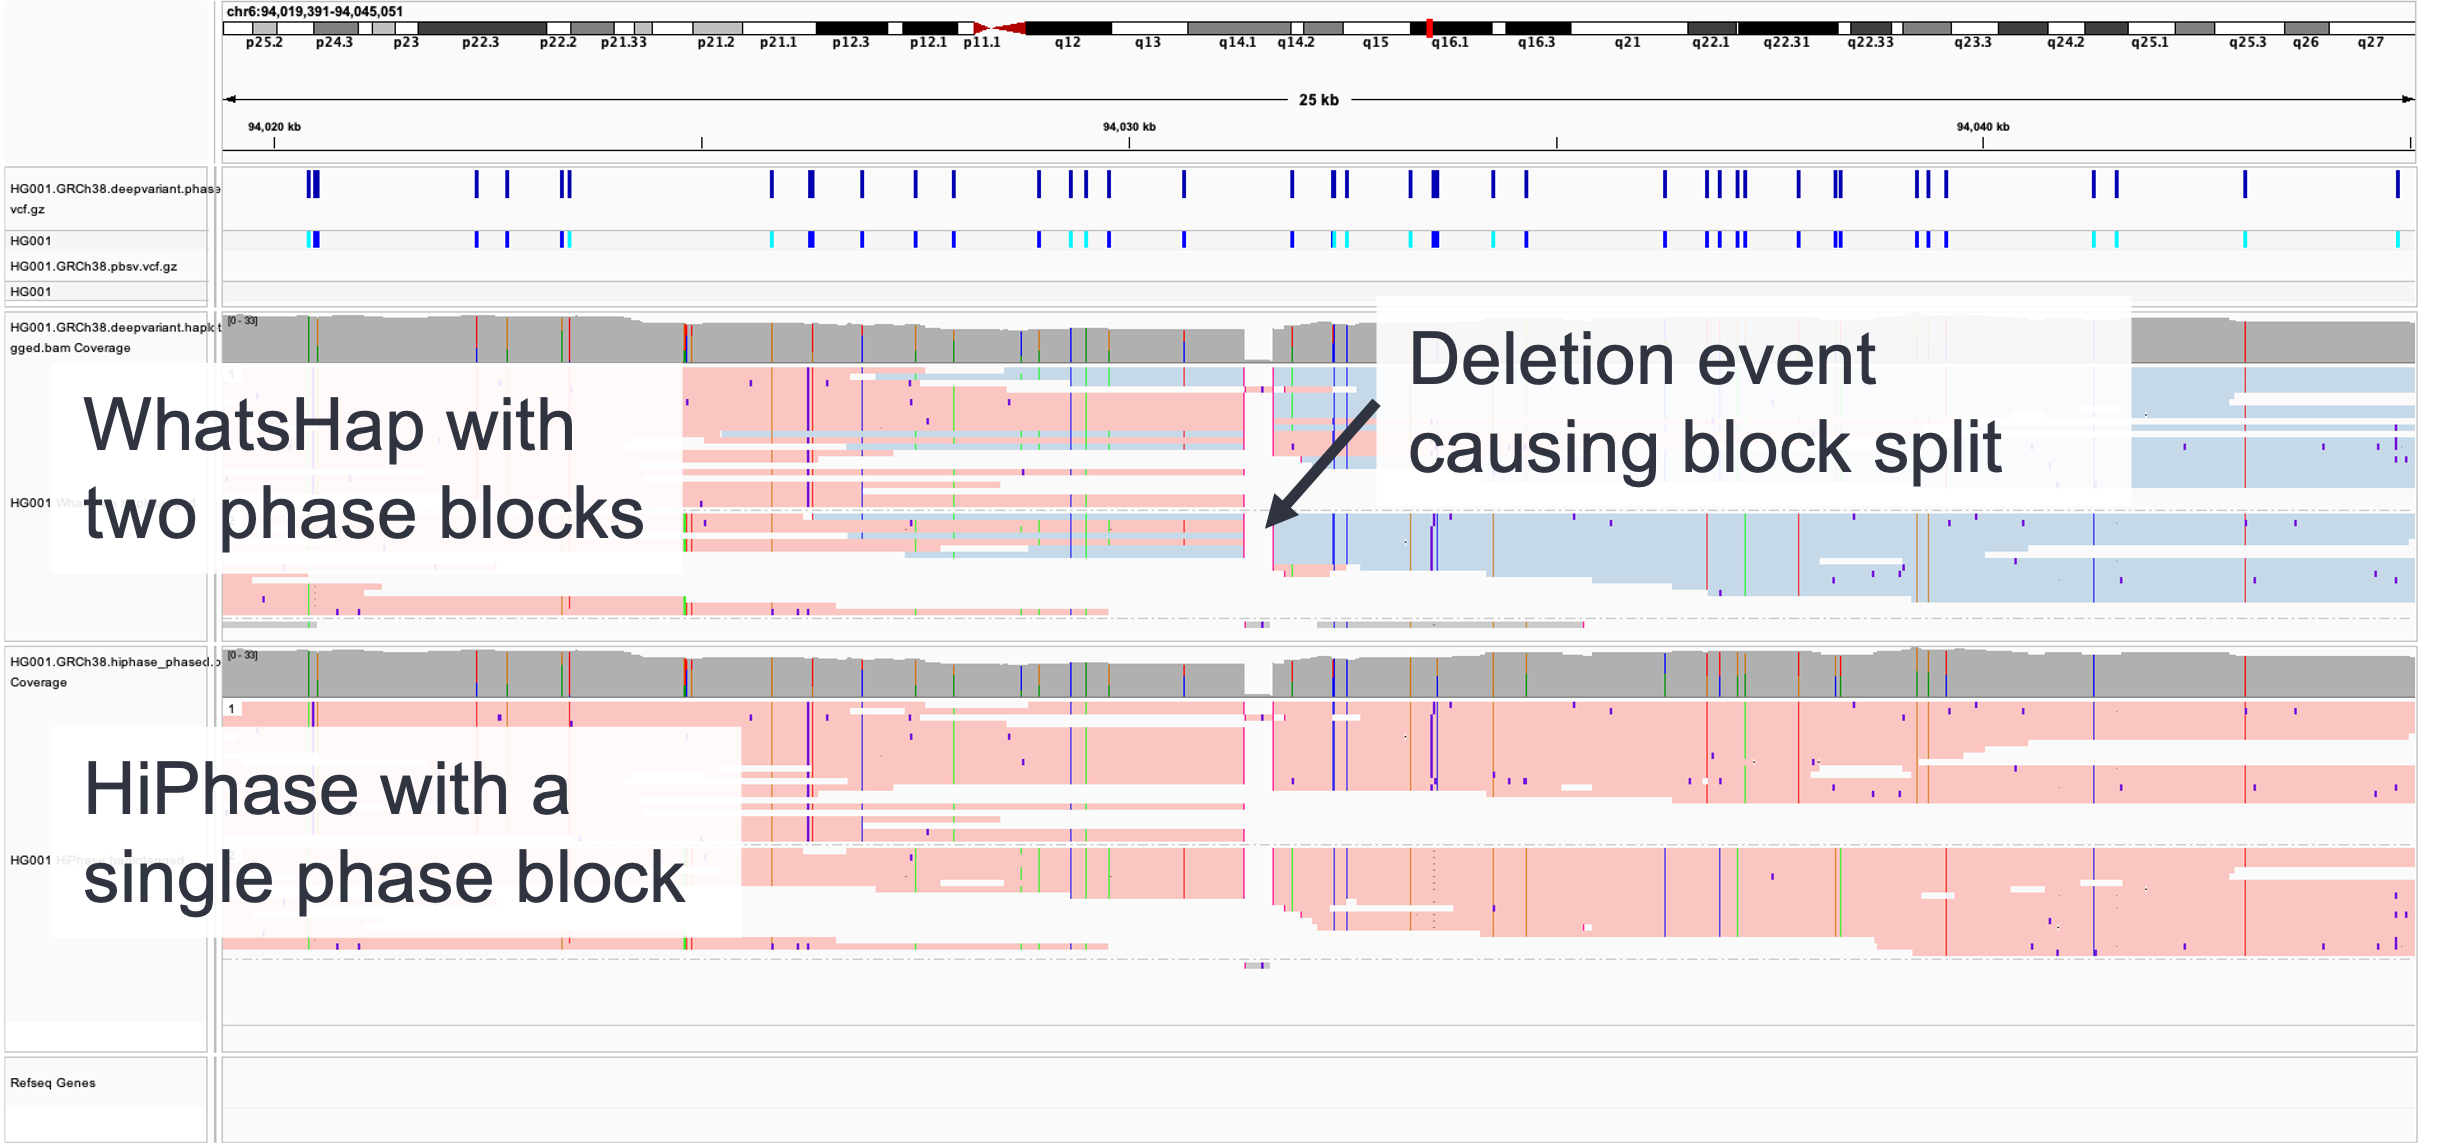 chr6:94,019,391-94,045,051
p25.2 p24.3 p23 p22.3 p22.2 p21.33 p21.2 p21.1 p12.3 p12.1 p11.1 q12 q13 q14.1 q14.2 q15 q16.1 q16.3 q21 q22.1 q22.31 q22.33 q23.3 q24.2 q25.1 q25.3 q26 q27
25 kb
94,020 kb 94,030 kb 94,040 kb
HG001.GRCh38.deepvariant.phase
vcf.gz
HG001
HG001.GRCh38.pbsv.vcf.gz
HG001
HG001.GRCh38.deepvariant.haplot
gged.bam Coverage
[0 - 33]
1
WhatsHap with
two phase blocks
Deletion event
causing block split
HG001
HG001.GRCh38.hiphase_phased.
Coverage
[0 - 33]
1
HiPhase with a
single phase block
HG001 HiPhase
Refseq Genes